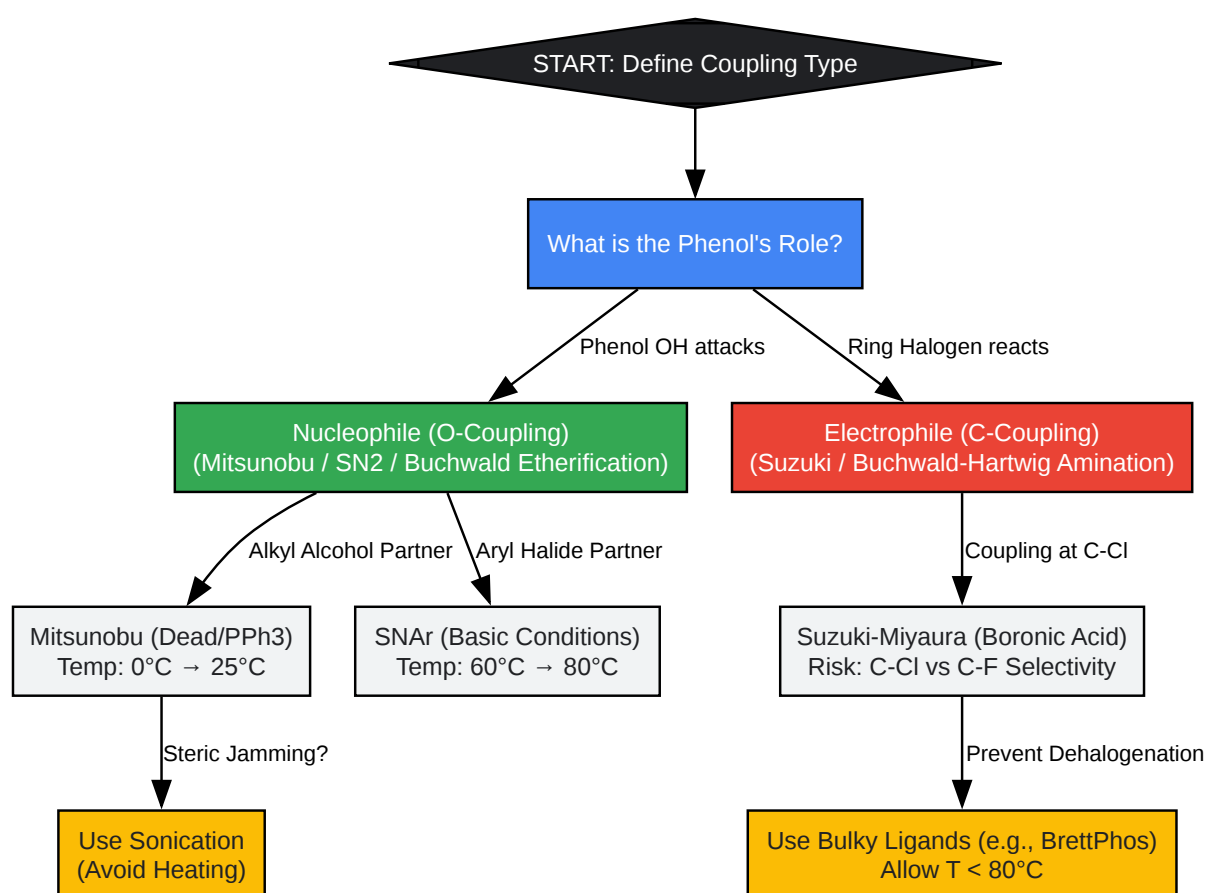 START: Define Coupling Type
What is the Phenol's Role?
Phenol OH attacks
Ring Halogen reacts
Nucleophile (O-Coupling)
(Mitsunobu / SN2 / Buchwald Etherification)
Electrophile (C-Coupling)
(Suzuki / Buchwald-Hartwig Amination)
Alkyl Alcohol Partner
Aryl Halide Partner
Coupling at C-Cl
Mitsunobu (Dead/PPh3)
Temp: 0°C → 25°C
SNAr (Basic Conditions)
Temp: 60°C → 80°C
Suzuki-Miyaura (Boronic Acid)
Risk: C-Cl vs C-F Selectivity
Steric Jamming?
Prevent Dehalogenation
Use Sonication
(Avoid Heating)
Use Bulky Ligands (e.g., BrettPhos)
Allow T < 80°C